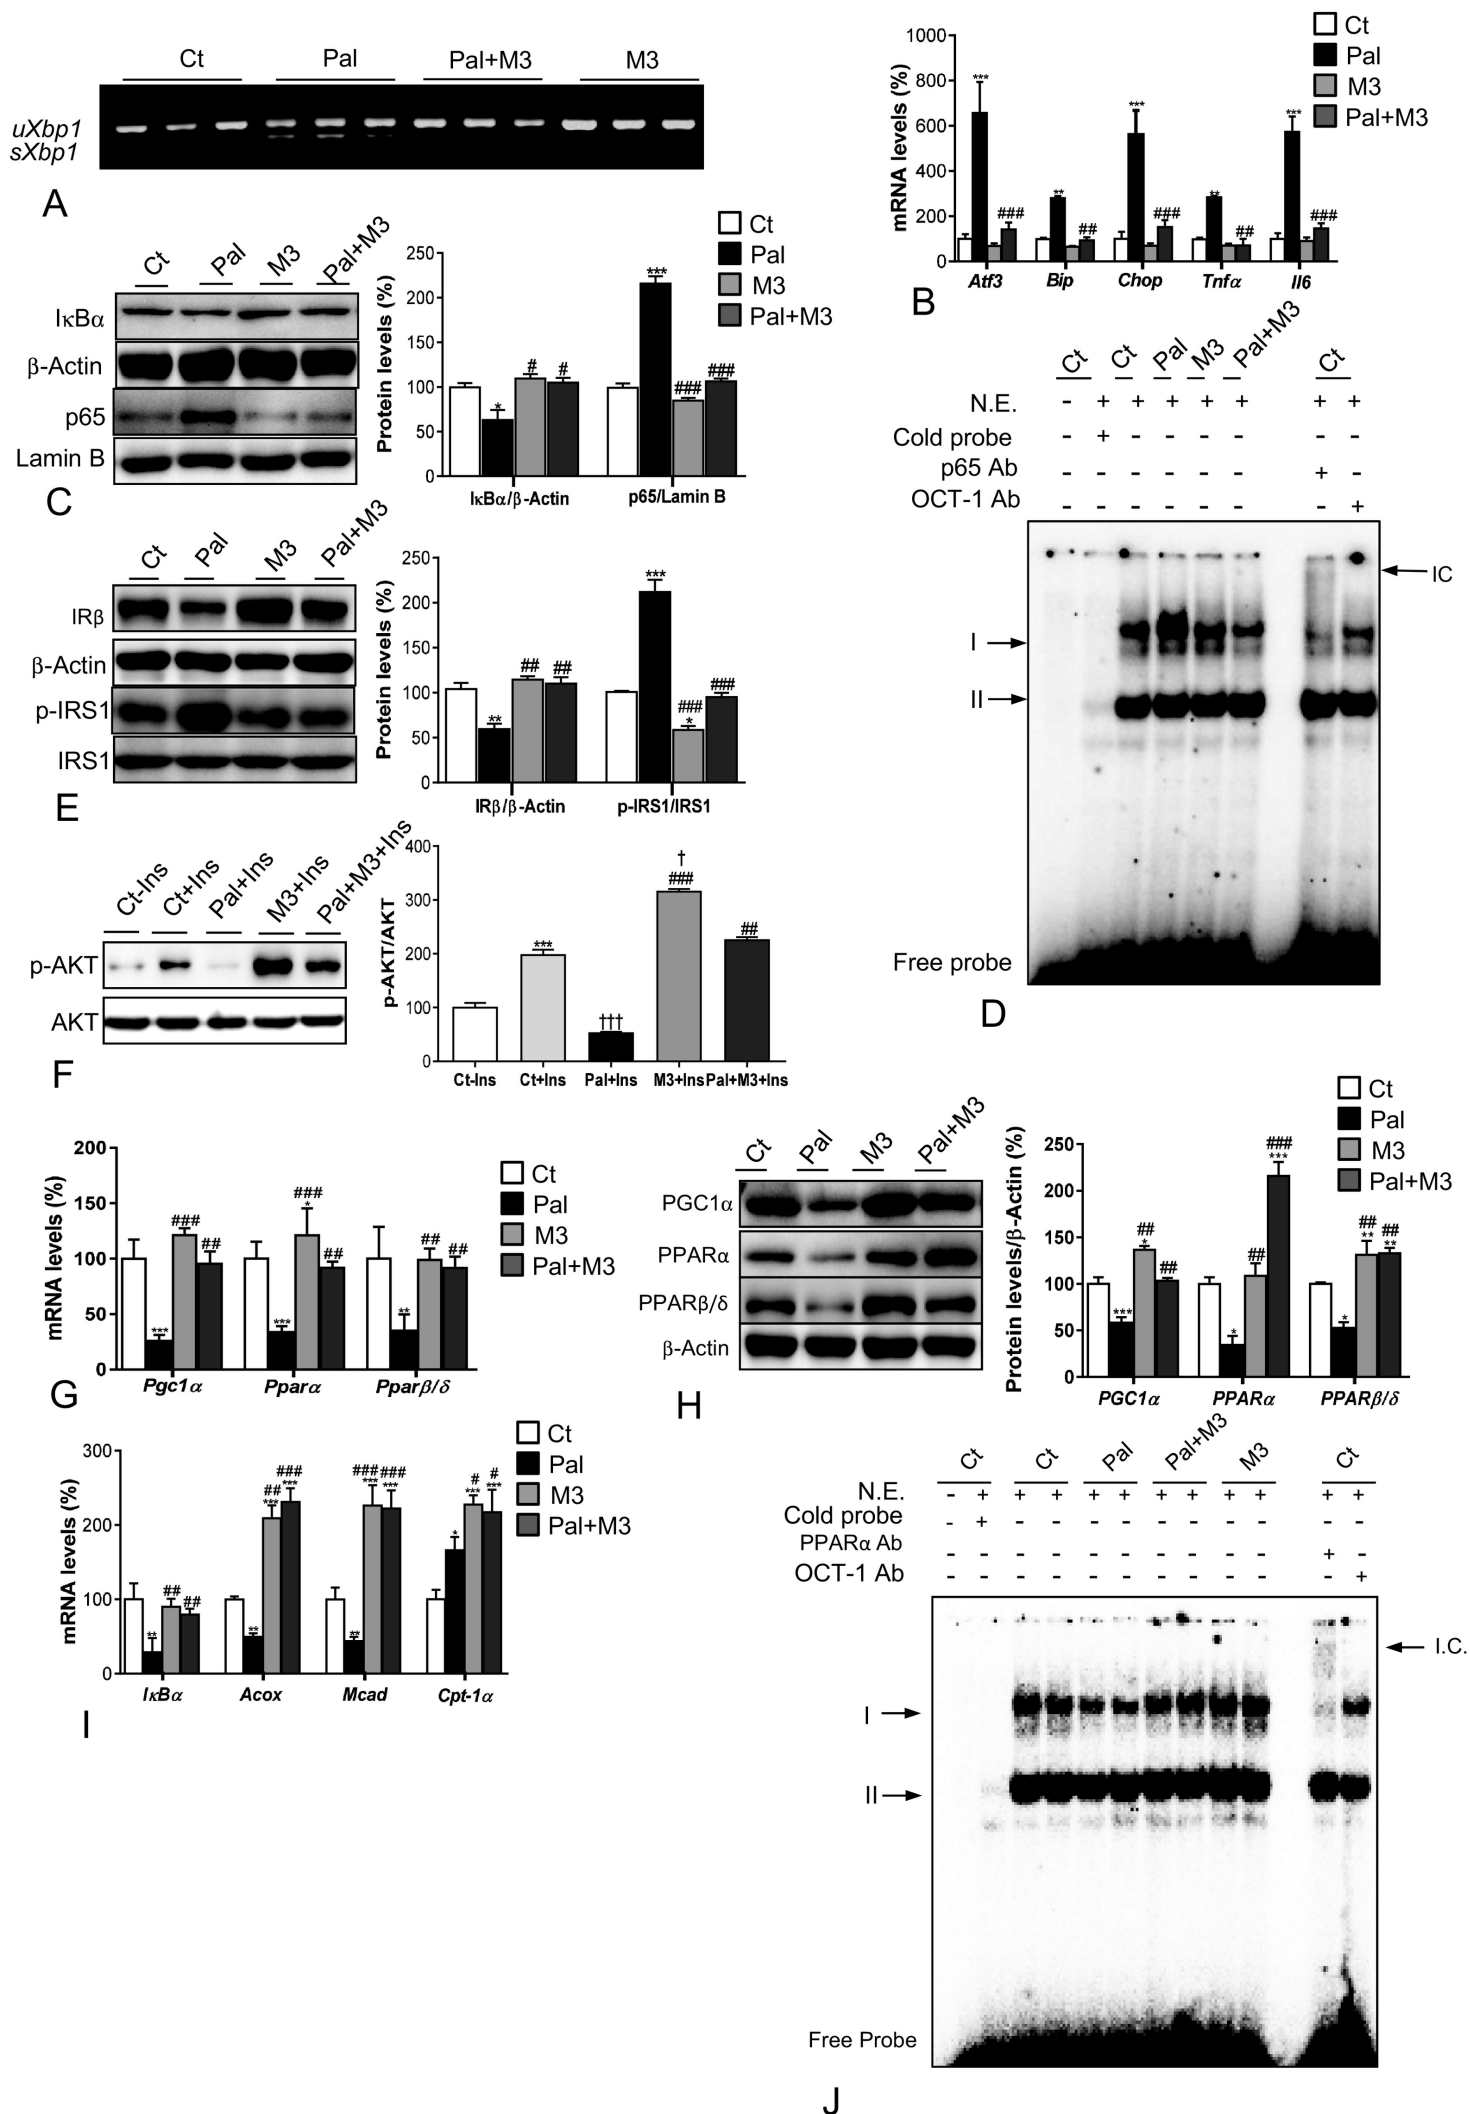 Ct Pal Pal+M3 M3
uXbp1
sXbp1
A
1000
800
600
400
200
0
mRNA levels (%)
*** ** *** ** ***
### ## ### ## ###
Atf3 Bip Chop Tnfα Il6
Ct
Pal
M3
Pal+M3
B
Ct Pal M3 Pal+M3
IκBα
β-Actin
p65
Lamin B
C
250
200
150
100
50
0
Protein levels (%)
* # # *** ### ###
IκBα/β-Actin p65/Lamin B
Ct
Pal
M3
Pal+M3
Ct Ct Pal M3 Pal+M3 Ct
N.E. - + + + + + + +
Cold probe - + - - - - - -
p65 Ab - - - - - - + -
OCT-1 Ab - - - - - - - +
IC
I
II
Free probe
D
Ct Pal M3 Pal+M3
IRβ
β-Actin
p-IRS1
IRS1
E
250
200
150
100
50
0
Protein levels (%)
** ## ## *** ### * ###
IRβ/β-Actin p-IRS1/IRS1
Ct-Ins Ct+Ins Pal+Ins M3+Ins Pal+M3+Ins
p-AKT
AKT
F
400
300
200
100
0
p-AKT/AKT
*** ††† † ### ##
Ct-Ins Ct+Ins Pal+Ins M3+Ins Pal+M3+Ins
200
150
100
50
0
mRNA levels (%)
*** ### ## *** ### * ## ** ## ##
Pgc1α Pparα Pparβ/δ
Ct
Pal
M3
Pal+M3
G
Ct Pal M3 Pal+M3
PGC1α
PPARα
PPARβ/δ
β-Actin
H
250
200
150
100
50
0
Protein levels/β-Actin (%)
*** ## * ## * ## ### *** * ## ** ## **
PGC1α PPARα PPARβ/δ
Ct
Pal
M3
Pal+M3
300
200
100
0
mRNA levels (%)
** ## ## ** ## *** ### *** ** ### *** ### *** * # *** # ***
IκBα Acox Mcad Cpt-1α
Ct
Pal
M3
Pal+M3
I
Ct Ct Pal Pal+M3 M3 Ct
N.E. - + + + + + + + + + + +
Cold probe - + - - - - - - - - - -
PPARα Ab - - - - - - - - - - + -
OCT-1 Ab - - - - - - - - - - - +
I.C.
I
II
Free Probe
J